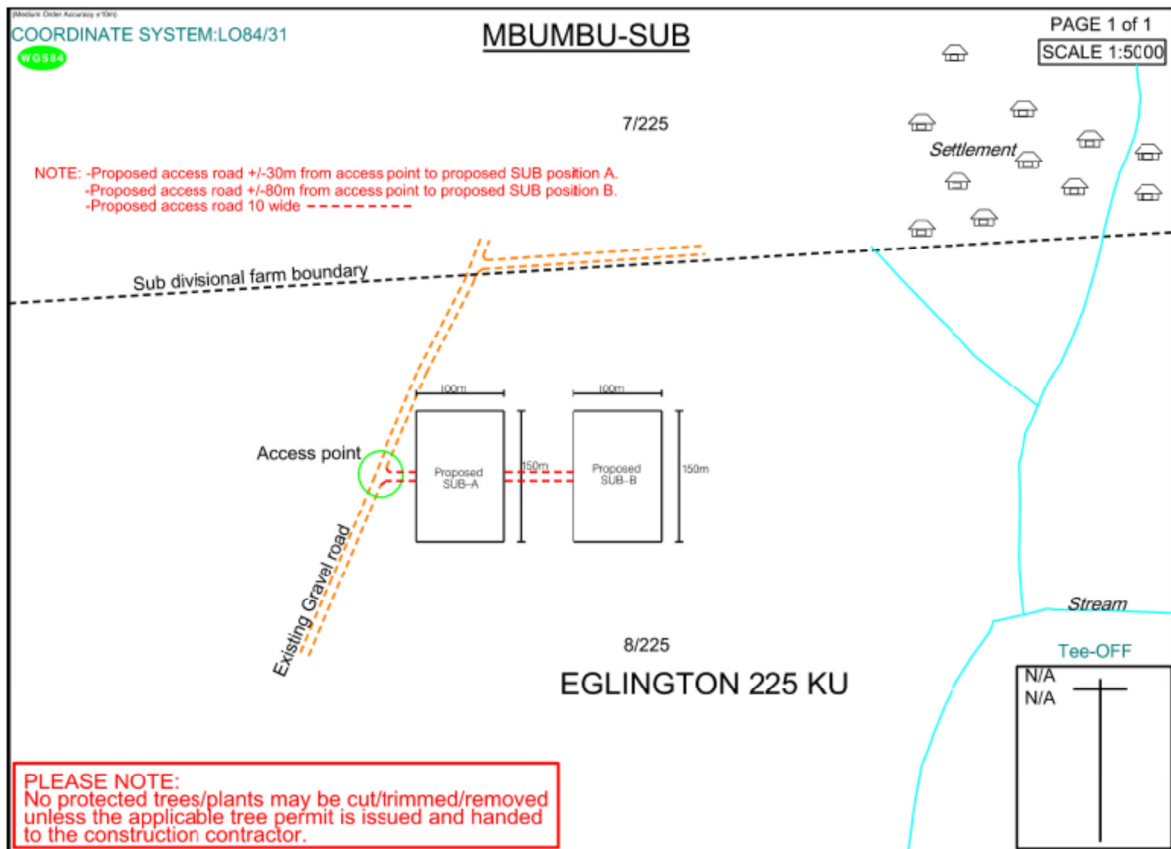 (Medium Order Accuracy ±10m)
COORDINATE SYSTEM:LO84/31
WGS84
MBUMBU-SUB
PAGE 1 of 1
SCALE 1:5000
7/225
Settlement
NOTE: -Proposed access road +/-30m from access point to proposed SUB position A.
-Proposed access road +/-80m from access point to proposed SUB position B.
-Proposed access road 10 wide
Sub divisional farm boundary
100m
100m
Access point
Proposed
SUB-A
150m
Proposed
SUB-B
150m
Existing Gravel road
8/225
EGLINGTON 225 KU
Stream
Tee-OFF
N/A
N/A
PLEASE NOTE:
No protected trees/plants may be cut/trimmed/removed
unless the applicable tree permit is issued and handed
to the construction contractor.